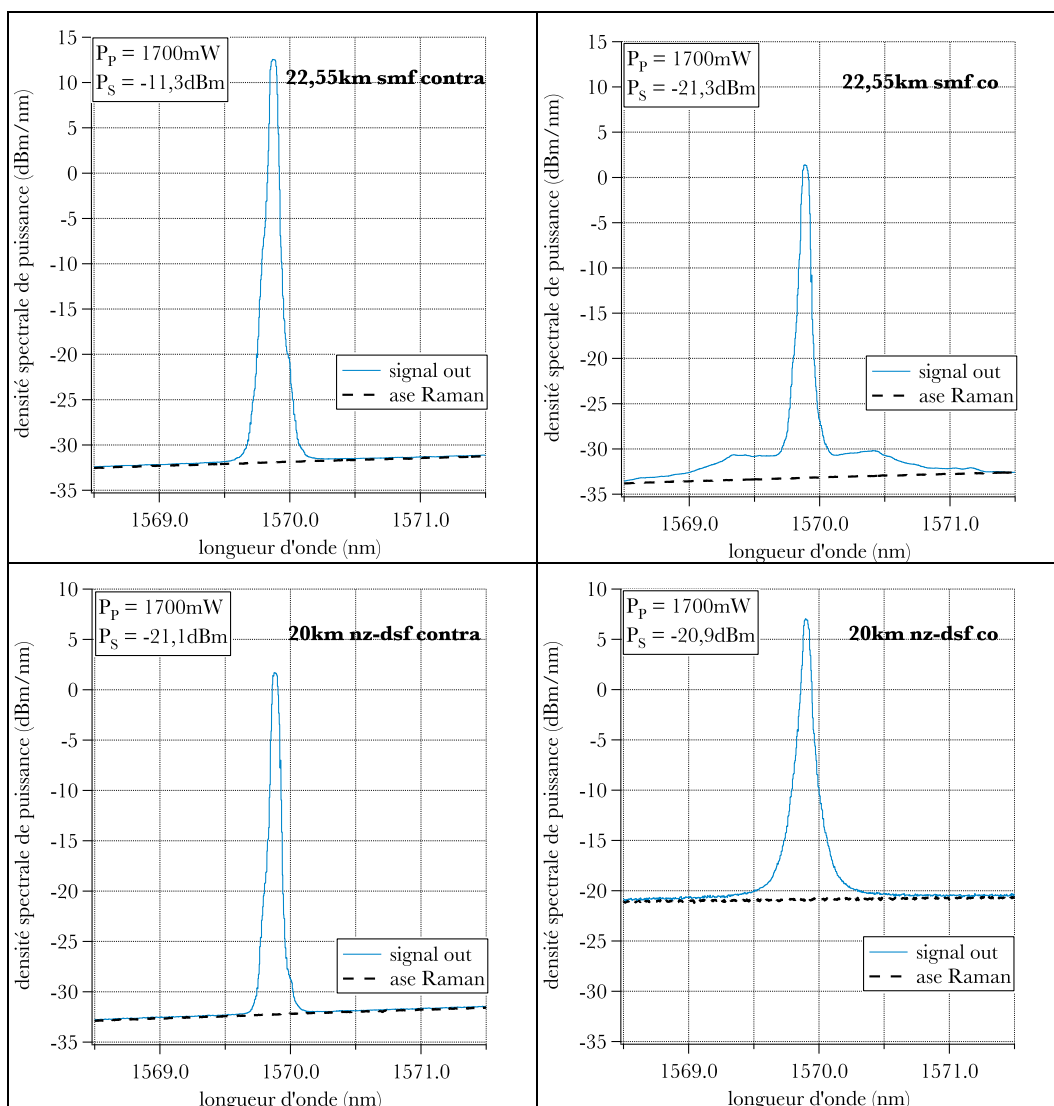 15
10
5
0
-5
-10
-15
-20
-25
-30
-35
densité spectrale de puissance (dBm/nm)
P_P = 1700mW
P_S = -11,3dBm
22,55km smf contra
signal out
ase Raman
1569.0 1570.0 1571.0
longueur d'onde (nm)
15
10
5
0
-5
-10
-15
-20
-25
-30
-35
densité spectrale de puissance (dBm/nm)
P_P = 1700mW
P_S = -21,3dBm
22,55km smf co
signal out
ase Raman
1569.0 1570.0 1571.0
longueur d'onde (nm)
10
5
0
-5
-10
-15
-20
-25
-30
-35
densité spectrale de puissance (dBm/nm)
P_P = 1700mW
P_S = -21,1dBm
20km nz-dsf contra
signal out
ase Raman
1569.0 1570.0 1571.0
longueur d'onde (nm)
10
5
0
-5
-10
-15
-20
-25
-30
-35
densité spectrale de puissance (dBm/nm)
P_P = 1700mW
P_S = -20,9dBm
20km nz-dsf co
signal out
ase Raman
1569.0 1570.0 1571.0
longueur d'onde (nm)